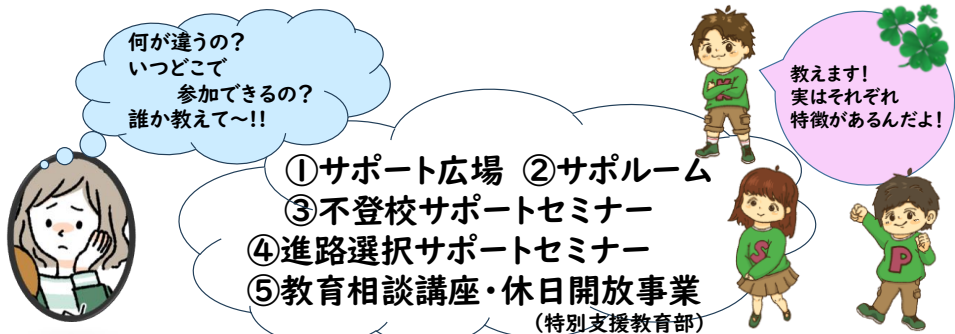 何が違うの?
いつどこで
参加できるの?
誰か教えて~!!
教えます!
実はそれぞれ
特徴があるんだよ!
①サポート広場 ②サポルーム
③不登校サポートセミナー
④進路選択サポートセミナー
⑤教育相談講座・休日開放事業
(特別支援教育部)
K
S
P